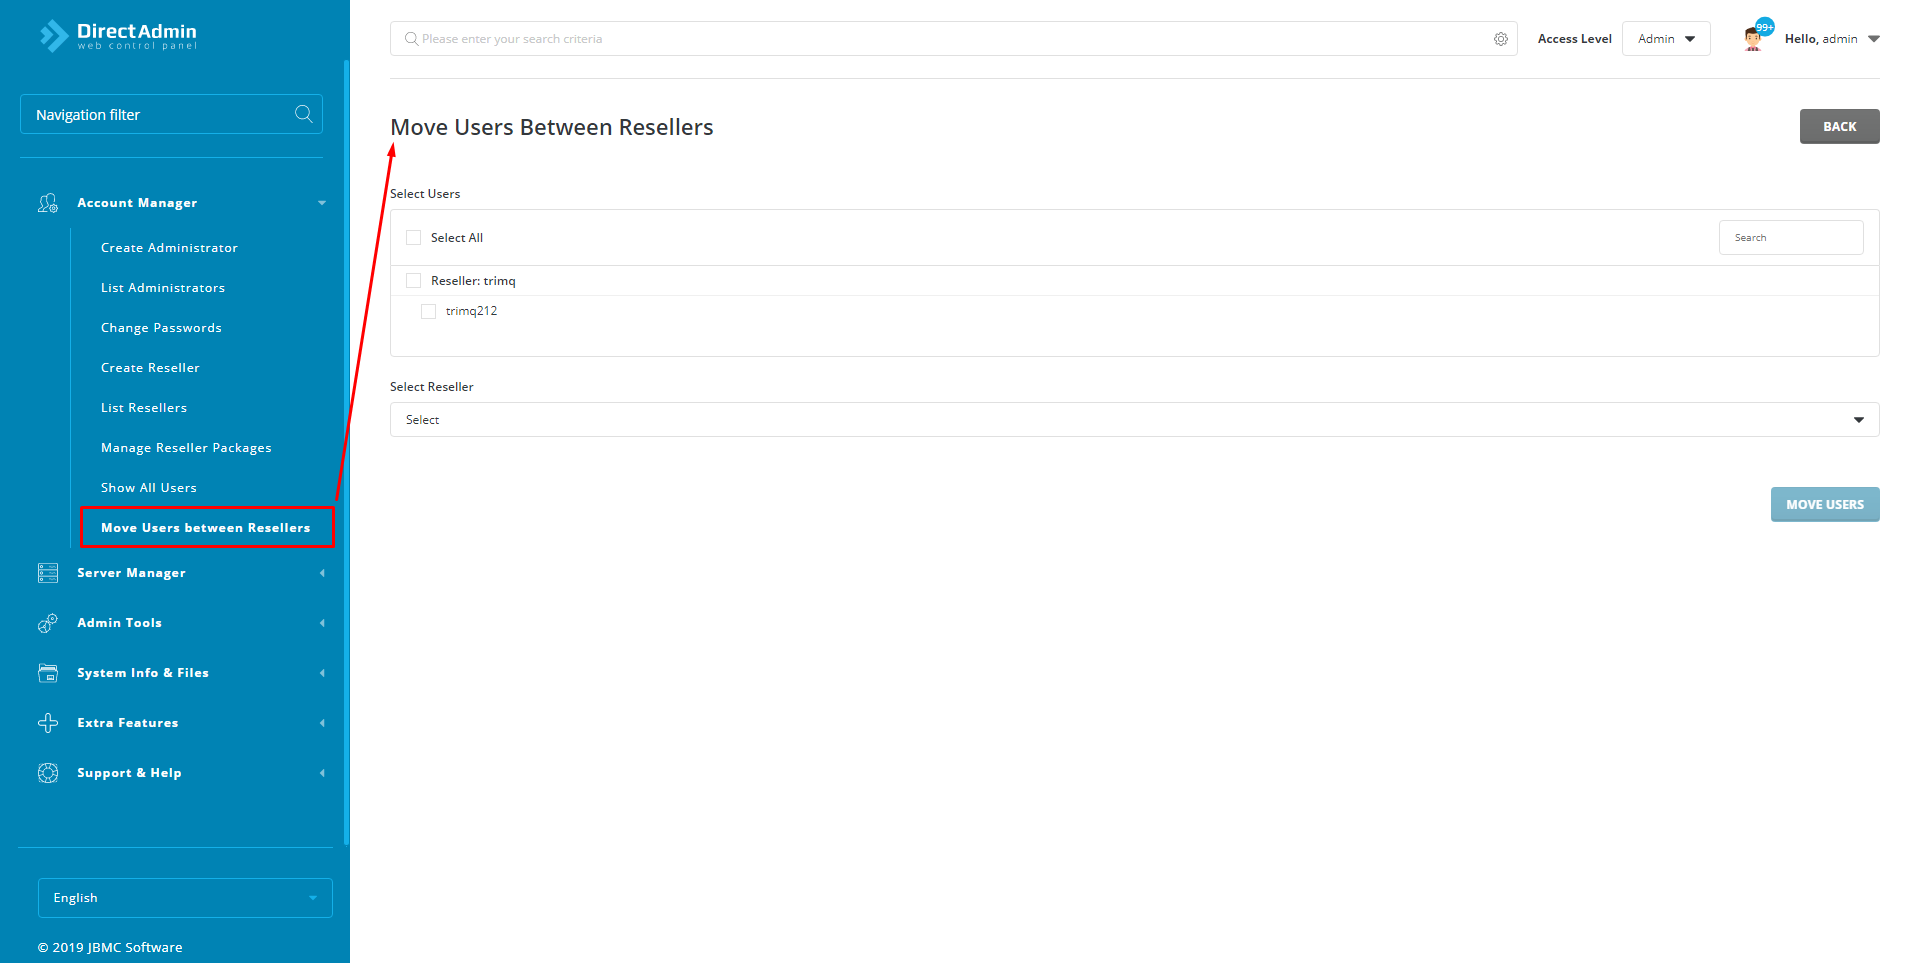 DirectAdmin
web control panel
Navigation filter
Account Manager
Create Administrator
List Administrators
Change Passwords
Create Reseller
List Resellers
Manage Reseller Packages
Show All Users
Move Users between Resellers
Server Manager
Admin Tools
System Info & Files
Extra Features
Support & Help
English
© 2019 JBMC Software
Please enter your search criteria
Access Level
Admin
99+
Hello, admin
Move Users Between Resellers
BACK
Select Users
Select All
Search
Reseller: trimq
trimq212
Select Reseller
Select
MOVE USERS